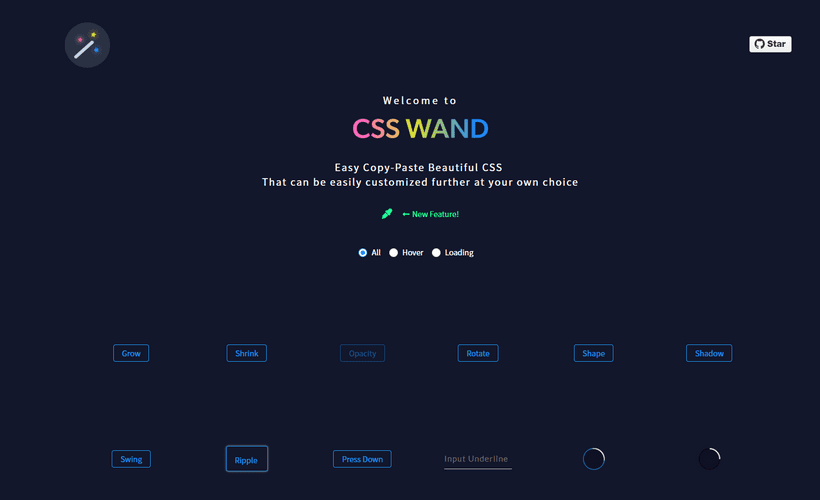 Star
Welcome to
CSS WAND
Easy Copy-Paste Beautiful CSS
That can be easily customized further at your own choice
← New Feature!
All Hover Loading
Grow Shrink Opacity Rotate Shape Shadow
Swing Ripple Press Down Input Underline